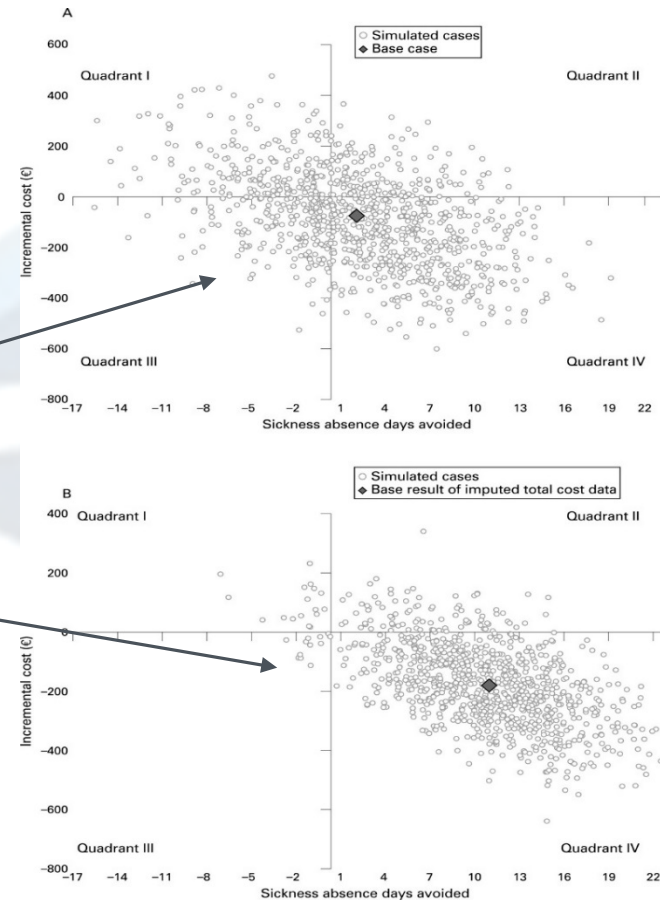 A
○ Simulated cases
◆ Base case
600
Quadrant I
Quadrant II
400
200
0
−200
−400
−600
−800
Incremental cost (€)
Quadrant III
Quadrant IV
−17 −14 −11 −8 −5 −2 1 4 7 10 13 16 19 22
Sickness absence days avoided
B
○ Simulated cases
◆ Base result of imputed total cost data
400
Quadrant I
Quadrant II
200
0
−200
−400
−600
−800
Incremental cost (€)
Quadrant III
Quadrant IV
−17 −14 −11 −8 −5 −2 1 4 7 10 13 16 19 22
Sickness absence days avoided